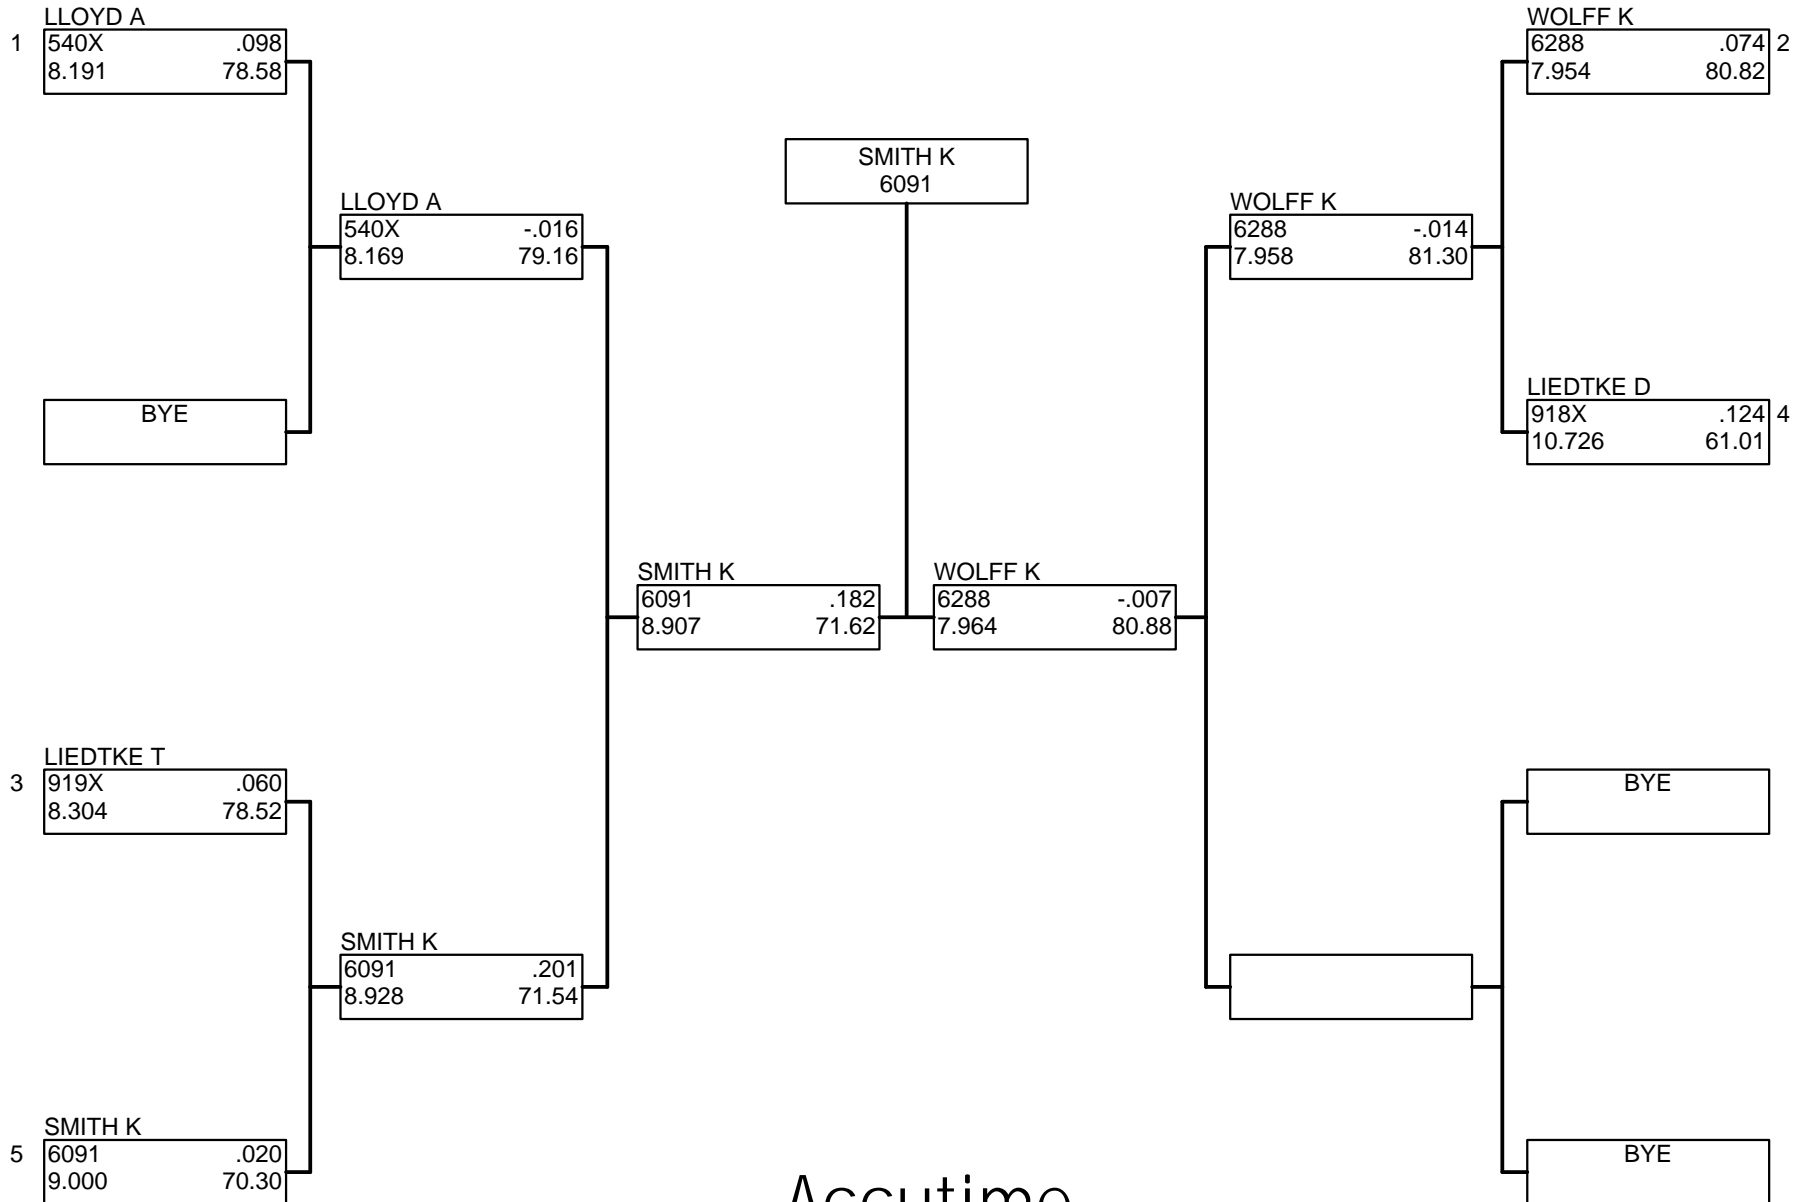 LLOYD A
1 540X .098
8.191 78.58
BYE
LIEDTKE T
3 919X .060
8.304 78.52
SMITH K
5 6091 .020
9.000 70.30
LLOYD A
540X -.016
8.169 79.16
SMITH K
6091 .201
8.928 71.54
SMITH K
6091 .182
8.907 71.62
SMITH K
6091
WOLFF K
6288 -.007
7.964 80.88
WOLFF K
6288 -.014
7.958 81.30
WOLFF K
6288 .074 2
7.954 80.82
LIEDTKE D
918X .124 4
10.726 61.01
BYE
BYE
Accutime